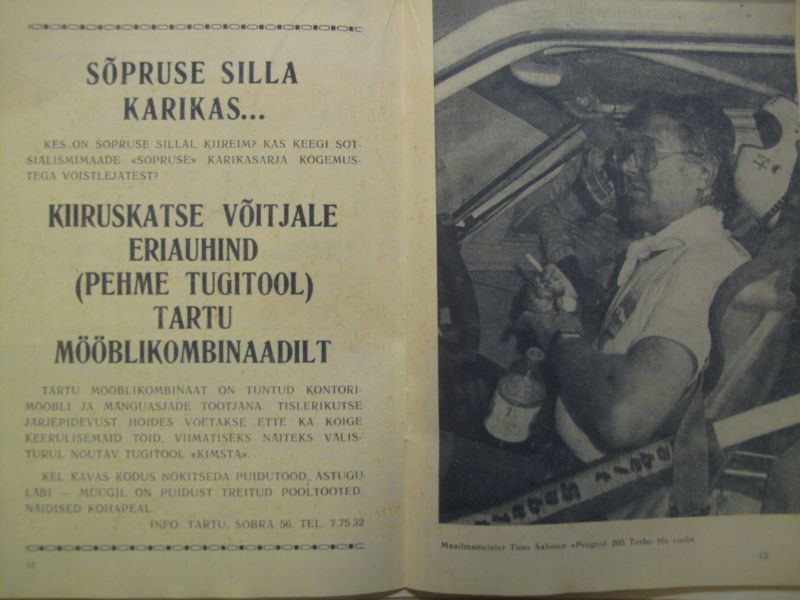 SÕPRUSE SILLA
KARIKAS...
KES ON SÕPRUSE SILLAL KIIREIM? KAS KEEGI SOT-
SIALISMIMAADE «SÕPRUSE» KARIKASARJA KOGEMUS-
TEGA VÕISTLEJATEST?
KIIRUSKATSE VÕITJALE
ERIAUHIND
(PEHME TUGITOOL)
TARTU
MÖÖBLIKOMBINAADILT
TARTU MÖÖBLIKOMBINAAT ON TUNTUD KONTORI-
MÖÖBLI JA MÄNGUASJADE TOOTJANA. TISLERIKUTSE
JÄRJEPIDEVUST HOIDES VÕETAKSE ETTE KA KÕIGE
KEERULISEMAID TÖID, VIIMATISEKS NÄITEKS VÄLIS-
TURUL NÕUTAV TUGITOOL «KIMSTA».
KEL KAVAS KODUS NOKITSEDA PUIDUTÖÖD, ASTUGU
LÄBI — MÜÜGIL ON PUIDUST TREITUD POOLTOOTED.
NÄIDISED KOHAPEAL.
INFO: TARTU, SÕBRA 56. TEL. 7 75 32
12
Maailmameister Timo Salonen «Peugeot 205 Turbo 16» roolis.